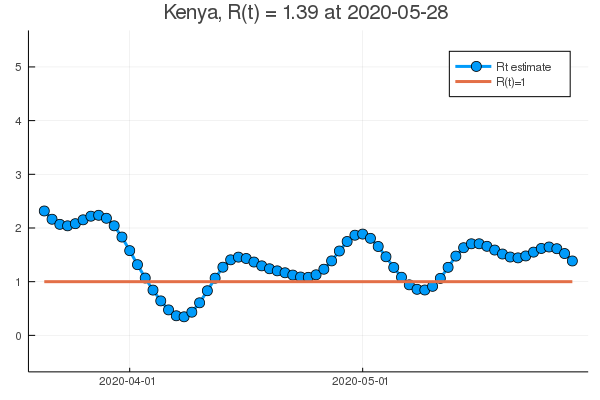 Kenya, R(t) = 1.39 at 2020-05-28
5
4
3
2
1
0
Rt estimate
R(t)=1
2020-04-01
2020-05-01